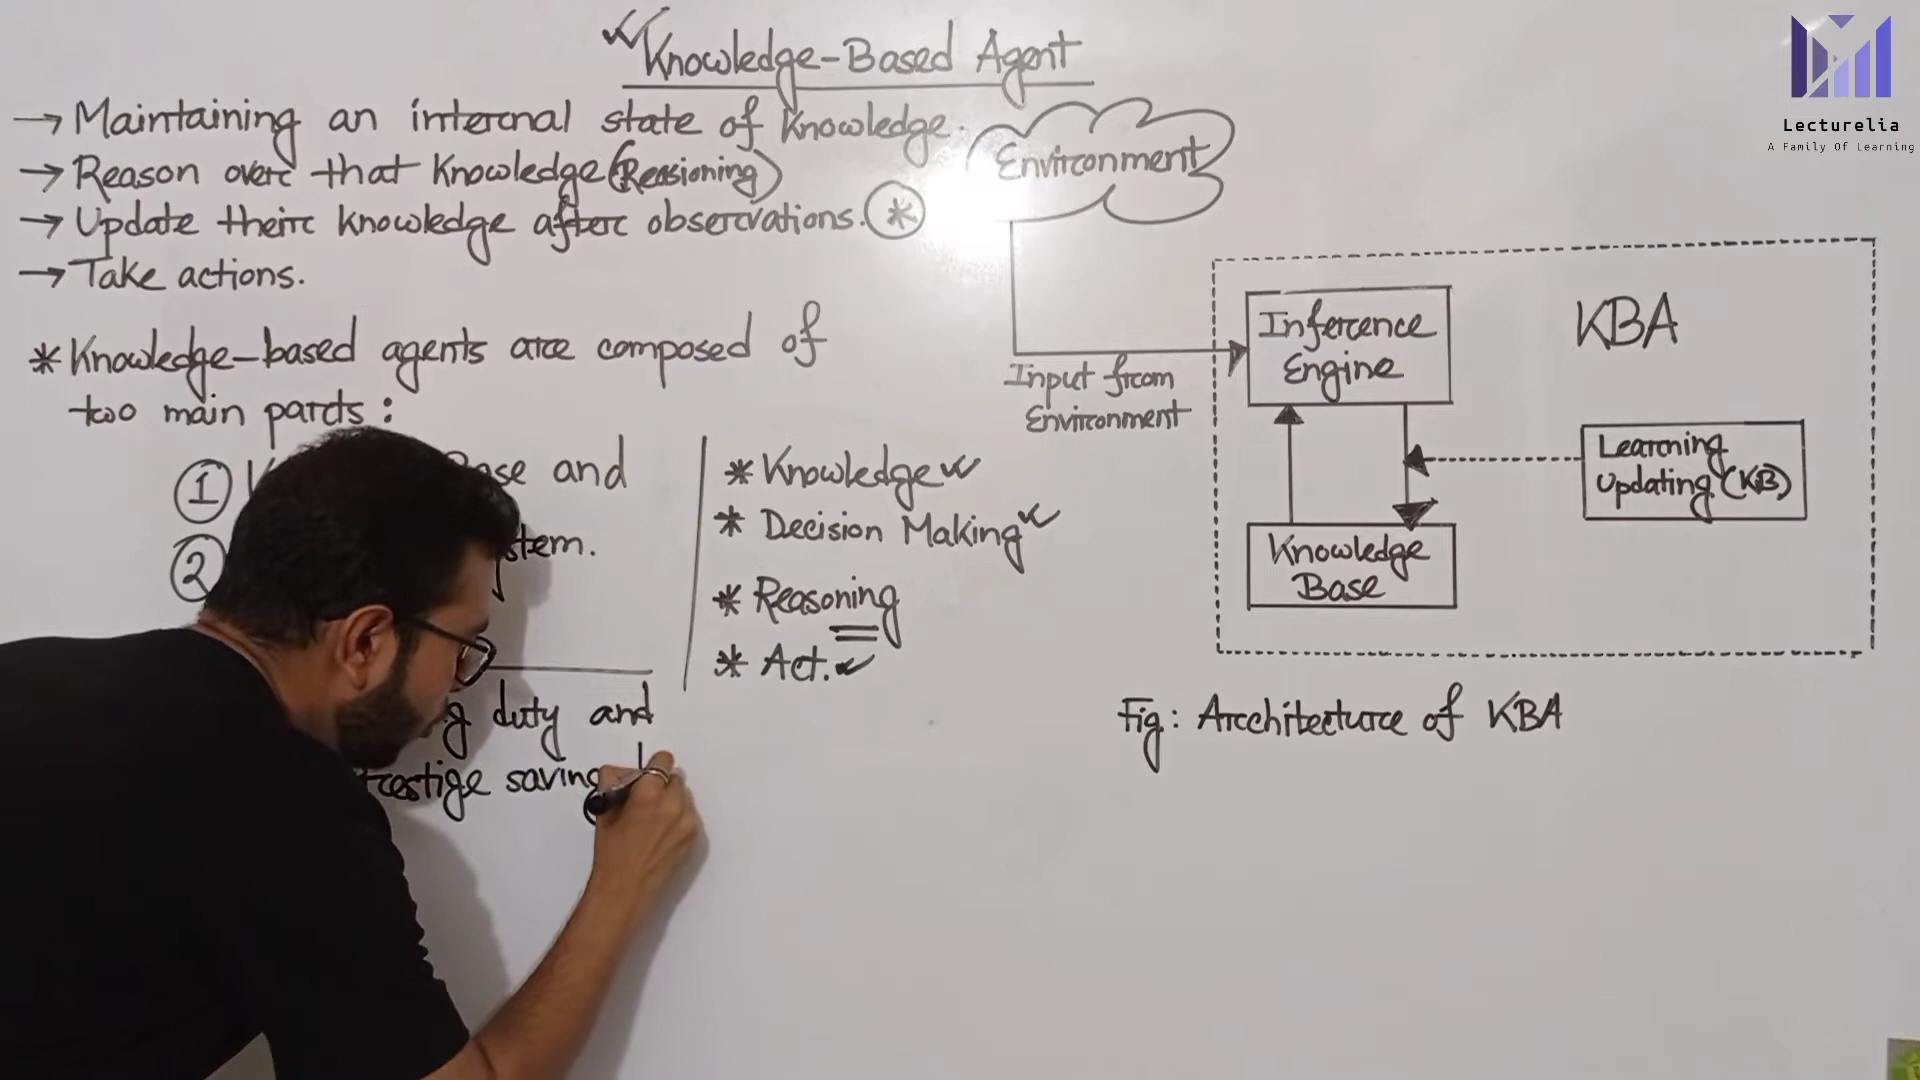 Knowledge-Based Agent
→ Maintaining an internal state of knowledge.
→ Reason over that knowledge (Reasioning)
→ Update their knowledge after observations. *
→ Take actions.
* Knowledge-based agents are composed of
two main parts:
1 Base and
2
* Knowledge
* Decision Making
* Reasoning
* Act.
duty and
saving
Environment
Input from
Environment
Inference
Engine
KBA
Learning
Updating (KB)
Knowledge
Base
Fig: Architecture of KBA
Lecturelia
A Family Of Learning